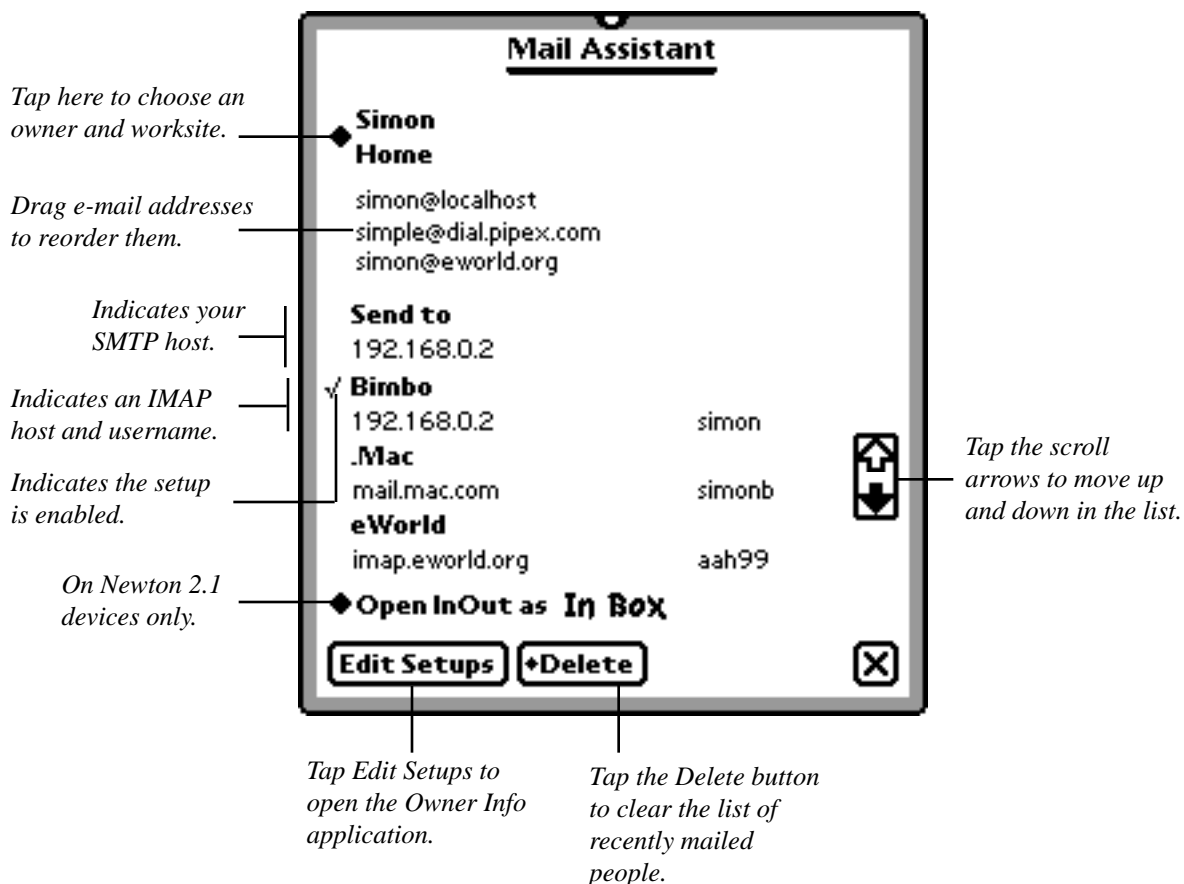 Mail Assistant
Tap here to choose an
owner and worksite.
Simon
Home
Drag e-mail addresses
to reorder them.
simon@localhost
simple@dial.pipex.com
simon@eworld.org
Indicates your
SMTP host.
Send to
192.168.0.2
Indicates an IMAP
host and username.
√ Bimbo
192.168.0.2 simon
.Mac
mail.mac.com simonb
Indicates the setup
is enabled.
eWorld
imap.eworld.org aah99
Tap the scroll
arrows to move up
and down in the list.
On Newton 2.1
devices only.
Open InOut as In Box
Edit Setups Delete
Tap Edit Setups to
open the Owner Info
application.
Tap the Delete button
to clear the list of
recently mailed
people.